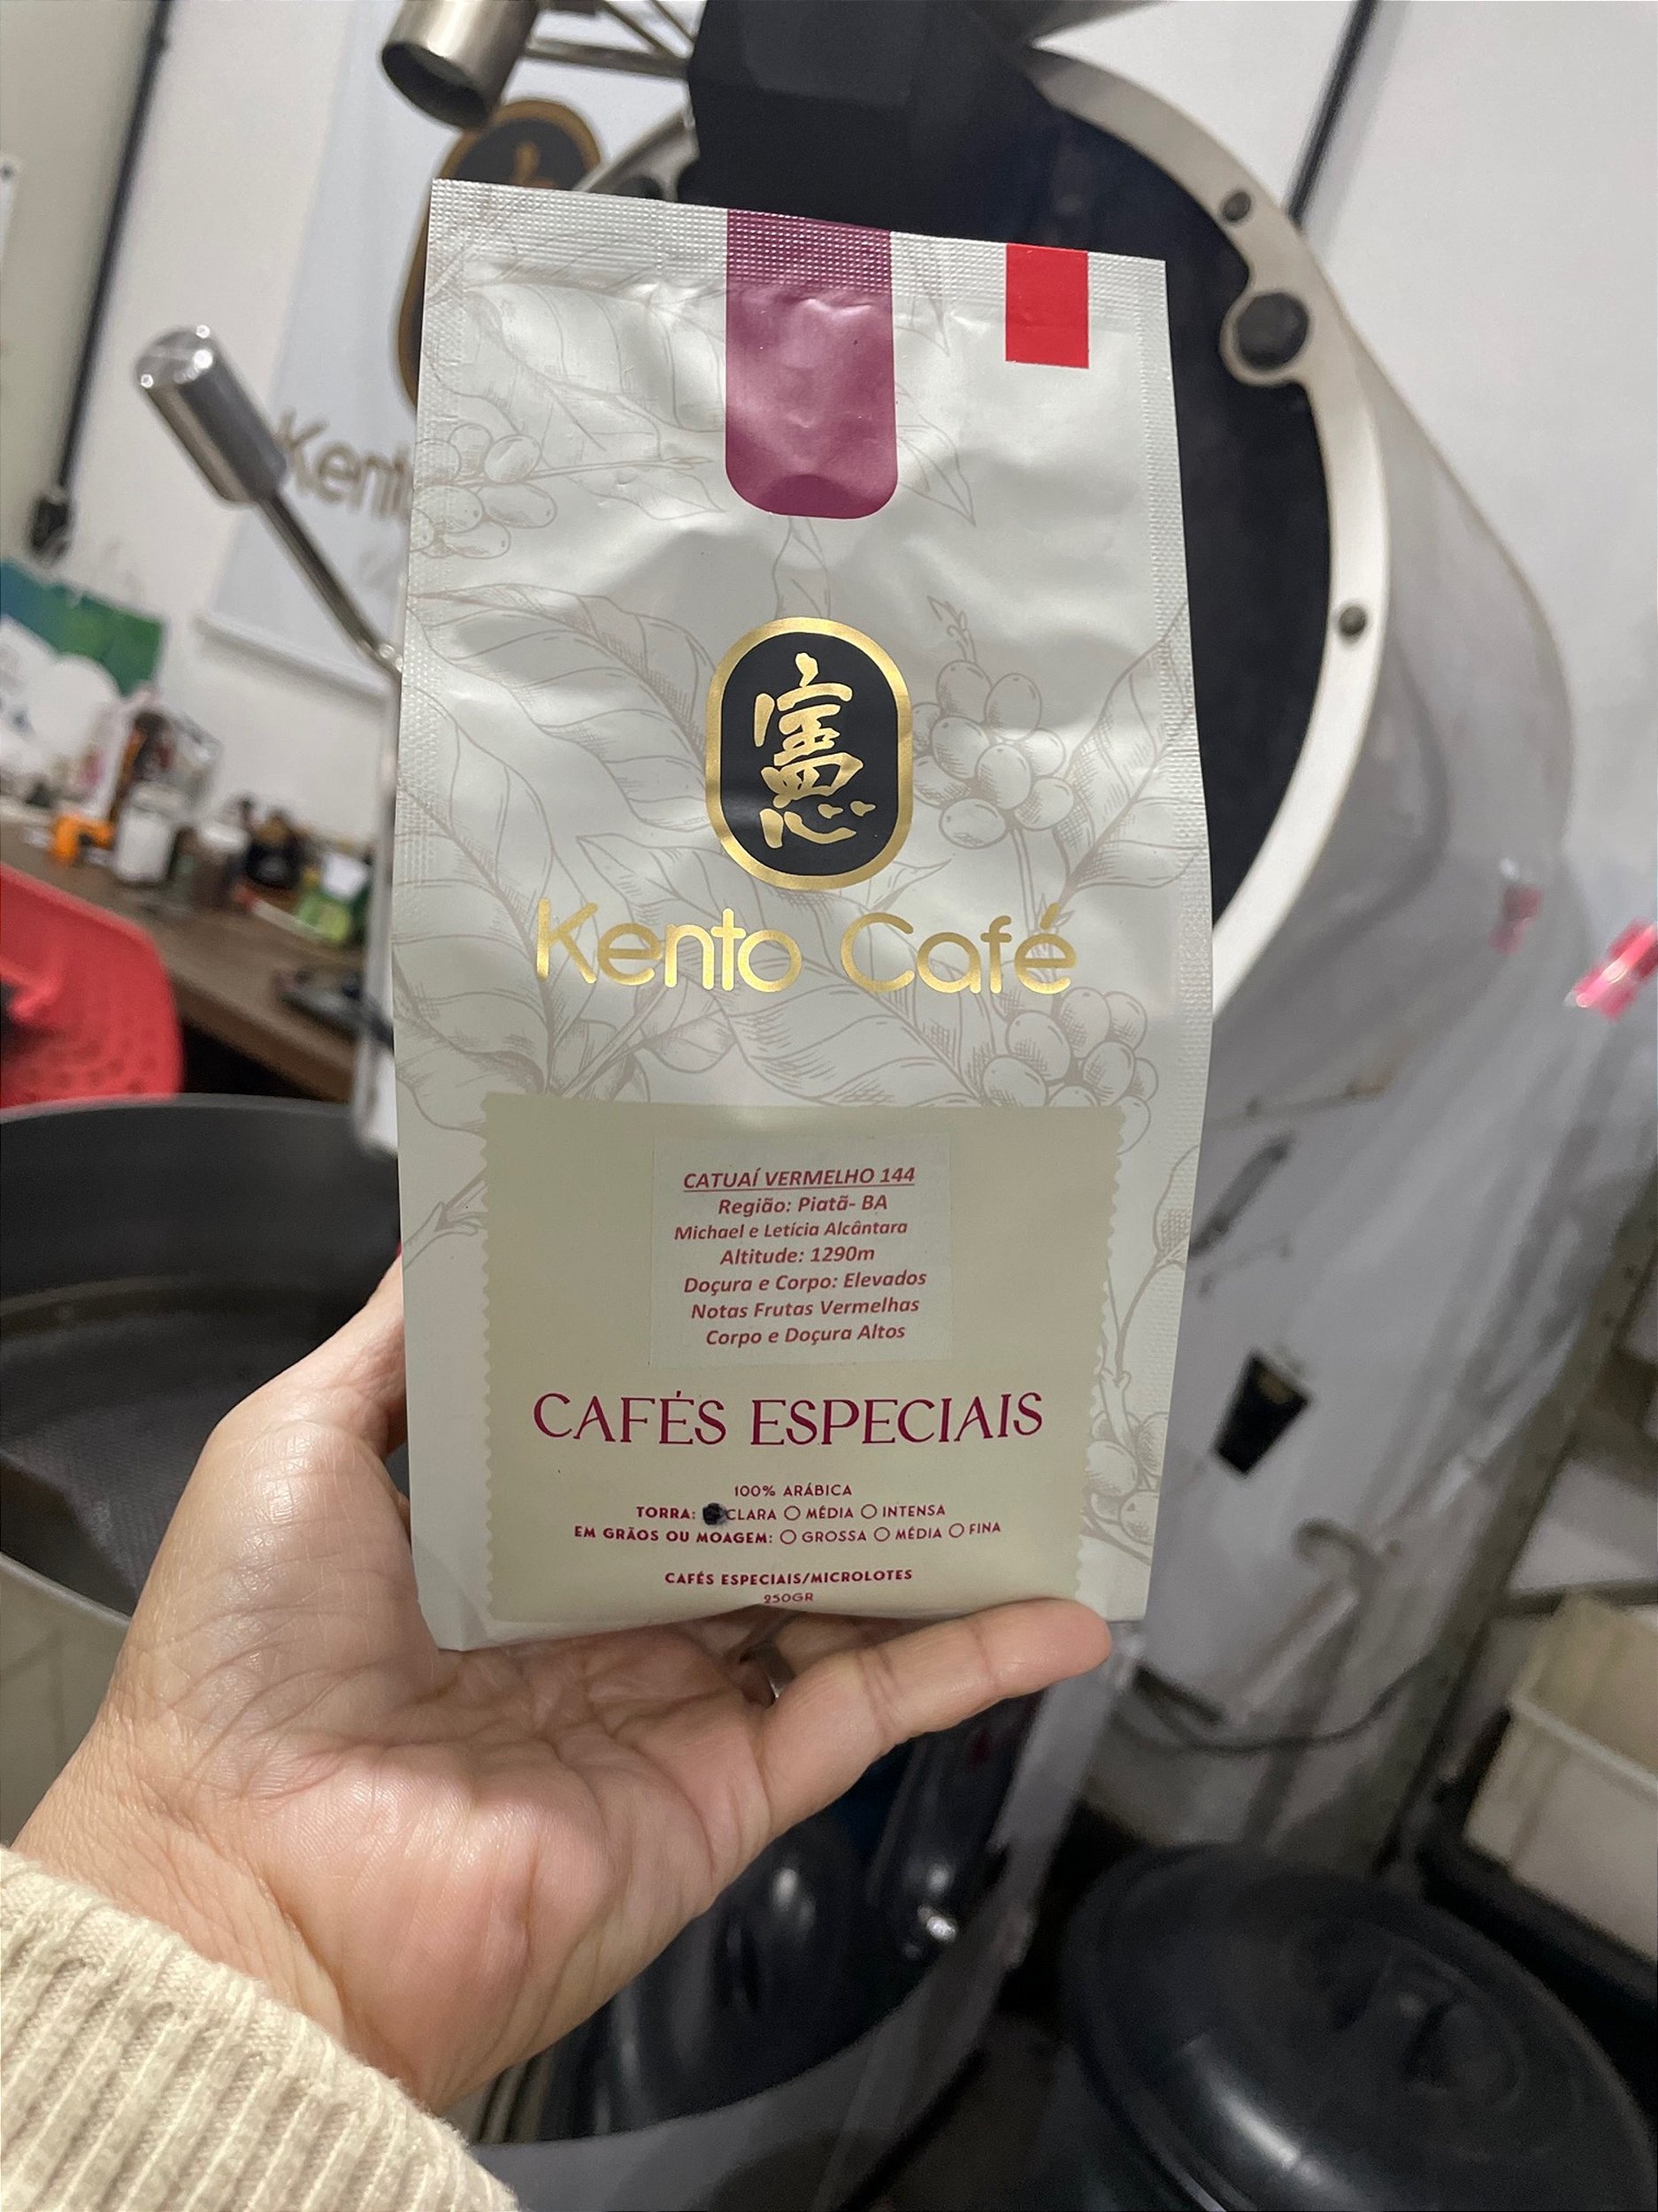 Kento
憲
Kento Café
CATUAÍ VERMELHO 144
Região: Piatã- BA
Michael e Letícia Alcântara
Altitude: 1290m
Doçura e Corpo: Elevados
Notas Frutas Vermelhas
Corpo e Doçura Altos
CAFÉS ESPECIAIS
100% ARÁBICA
TORRA: CLARA MÉDIA INTENSA
EM GRÃOS OU MOAGEM: GROSSA MÉDIA FINA
CAFÉS ESPECIAIS/MICROLOTES
250GR